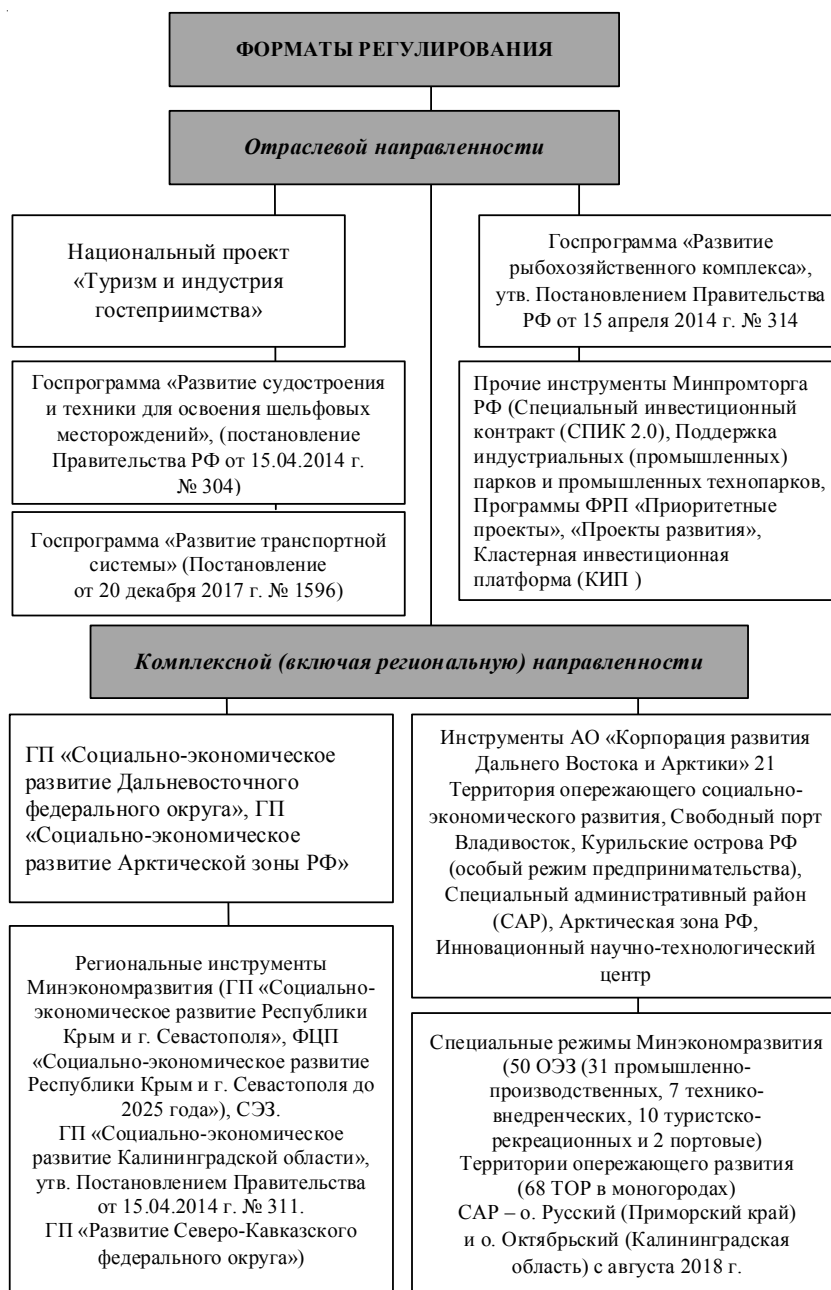 ФОРМАТЫ РЕГУЛИРОВАНИЯ
Отраслевой направленности
Национальный проект
«Туризм и индустрия
гостеприимства»
Госпрограмма «Развитие судостроения
и техники для освоения шельфовых
месторождений», (постановление
Правительства РФ от 15.04.2014 г.
№ 304)
Госпрограмма «Развитие транспортной
системы» (Постановление
от 20 декабря 2017 г. № 1596)
Госпрограмма «Развитие
рыбохозяйственного комплекса»,
утв. Постановлением Правительства
РФ от 15 апреля 2014 г. № 314
Прочие инструменты Минпромторга
РФ (Специальный инвестиционный
контракт (СПИК 2.0), Поддержка
индустриальных (промышленных)
парков и промышленных технопарков,
Программы ФРП «Приоритетные
проекты», «Проекты развития»,
Кластерная инвестиционная
платформа (КИП )
Комплексной (включая региональную) направленности
ГП «Социально-экономическое
развитие Дальневосточного
федерального округа», ГП
«Социально-экономическое
развитие Арктической зоны РФ»
Региональные инструменты
Минэкономразвития (ГП «Социально-
экономическое развитие Республики
Крым и г. Севастополя», ФЦП
«Социально-экономическое развитие
Республики Крым и г. Севастополя до
2025 года»), СЭЗ.
ГП «Социально-экономическое
развитие Калининградской области»,
утв. Постановлением Правительства
от 15.04.2014 г. № 311.
ГП «Развитие Северо-Кавказского
федерального округа»)
Инструменты АО «Корпорация развития
Дальнего Востока и Арктики» 21
Территория опережающего социально-
экономического развития, Свободный порт
Владивосток, Курильские острова РФ
(особый режим предпринимательства),
Специальный административный район
(САР), Арктическая зона РФ,
Инновационный научно-технологический
центр
Специальные режимы Минэкономразвития
(50 ОЭЗ (31 промышленно-
производственных, 7 технико-
внедренческих, 10 туристско-
рекреационных и 2 портовые)
Территории опережающего развития
(68 ТОР в моногородах)
САР – о. Русский (Приморский край)
и о. Октябрьский (Калининградская
область) с августа 2018 г.